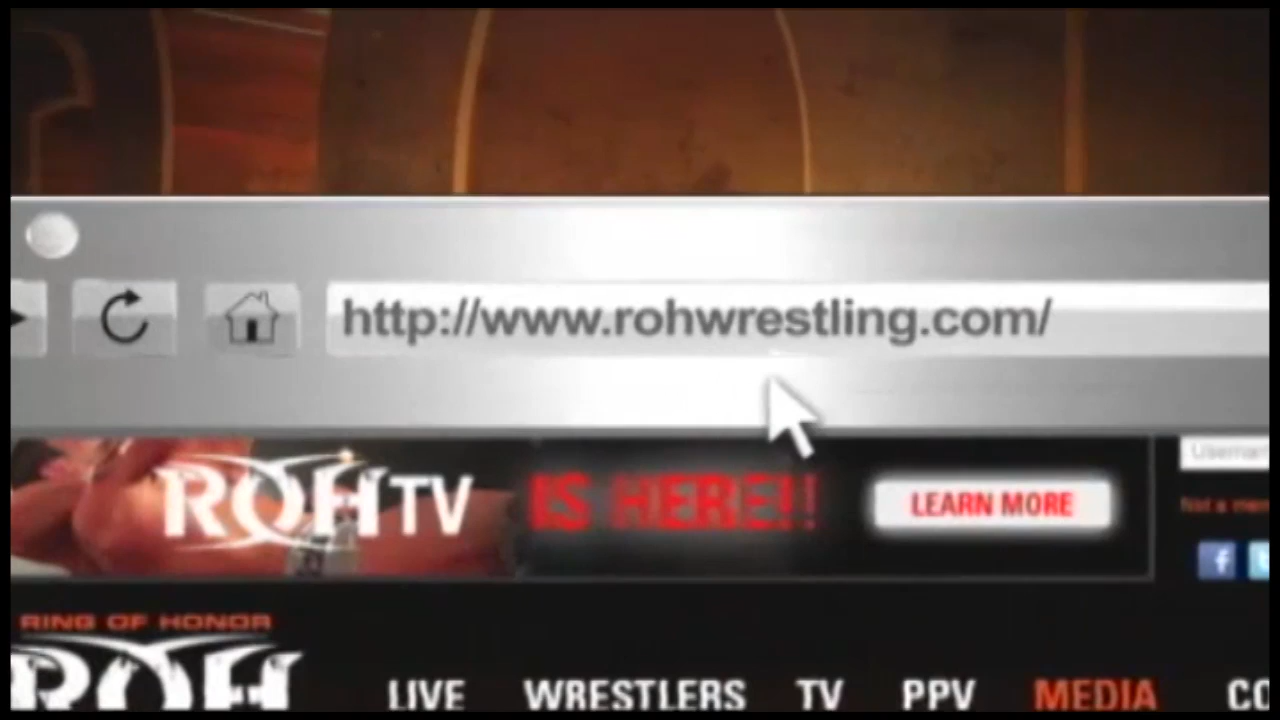 http://www.rohwrestling.com/
ROH TV IS HERE!!! LEARN MORE
RING OF HONOR
ROH
LIVE WRESTLERS TV PPV MEDIA